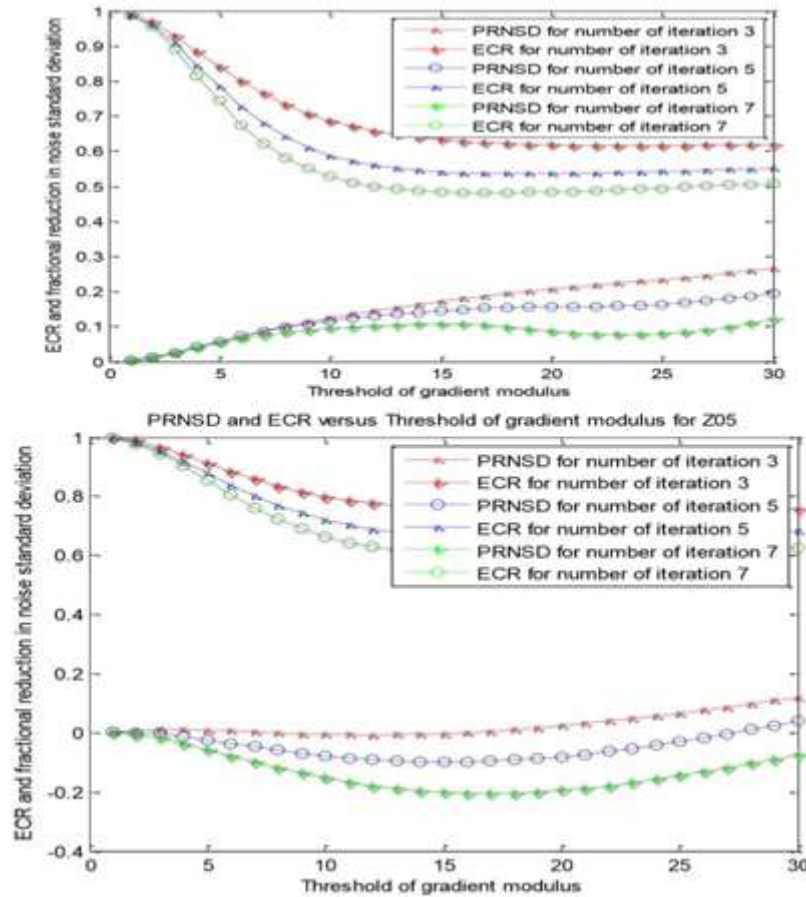 ECR and fractional reduction in noise standard deviation
1
0.9
0.8
0.7
0.6
0.5
0.4
0.3
0.2
0.1
0
PRNSD for number of iteration 3
ECR for number of iteration 3
PRNSD for number of iteration 5
ECR for number of iteration 5
PRNSD for number of iteration 7
ECR for number of iteration 7
0 5 10 15 20 25 30
Threshold of gradient modulus
PRNSD and ECR versus Threshold of gradient modulus for Z05
ECR and fractional reduction in noise standard deviation
1
0.8
0.6
0.4
0.2
0
-0.2
-0.4
PRNSD for number of iteration 3
ECR for number of iteration 3
PRNSD for number of iteration 5
ECR for number of iteration 5
PRNSD for number of iteration 7
ECR for number of iteration 7
0 5 10 15 20 25 30
Threshold of gradient modulus